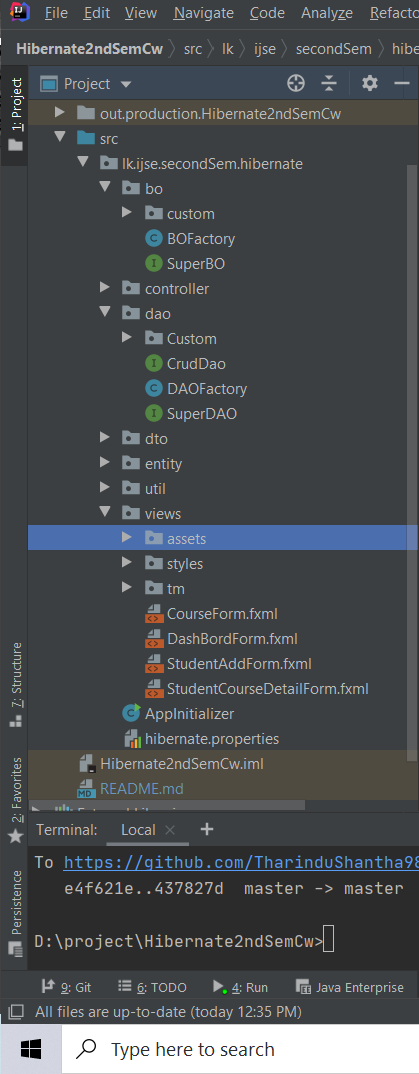 File Edit View Navigate Code Analyze Refacto
Hibernate2ndSemCw src lk ijse secondSem hibe
Project
1: Project
out.production.Hibernate2ndSemCw
src
lk.ijse.secondSem.hibernate
bo
custom
BOFactory
SuperBO
controller
dao
Custom
CrudDao
DAOFactory
SuperDAO
dto
entity
util
views
assets
styles
tm
CourseForm.fxml
DashBordForm.fxml
StudentAddForm.fxml
StudentCourseDetailForm.fxml
AppInitializer
hibernate.properties
Hibernate2ndSemCw.iml
README.md
7: Structure
2: Favorites
Persistence
Terminal: Local
To https://github.com/TharinduShantha98
e4f621e..437827d master -> master
D:\project\Hibernate2ndSemCw>
9: Git 6: TODO 4: Run Java Enterprise
All files are up-to-date (today 12:35 PM)
Type here to search